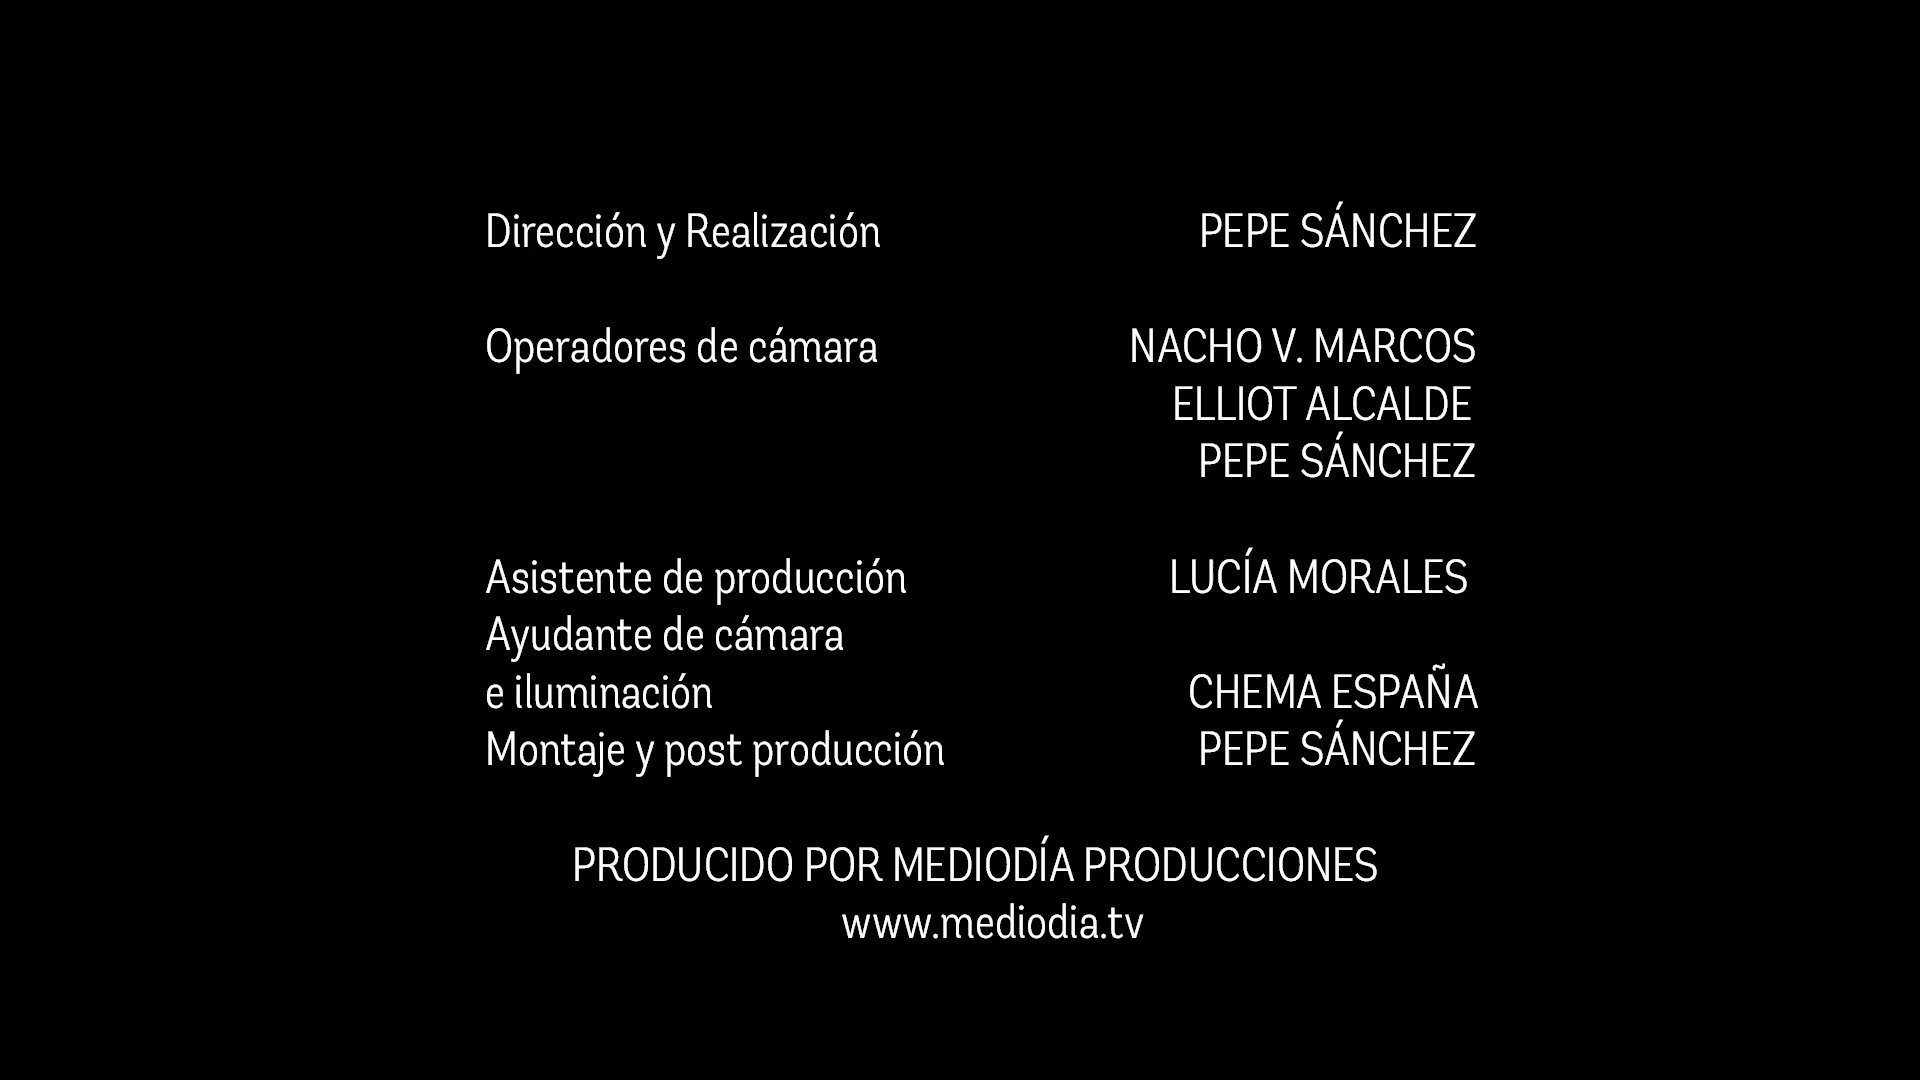 Dirección y Realización PEPE SÁNCHEZ
Operadores de cámara NACHO V. MARCOS
ELLIOT ALCALDE
PEPE SÁNCHEZ
Asistente de producción LUCÍA MORALES
Ayudante de cámara
e iluminación CHEMA ESPAÑA
Montaje y post producción PEPE SÁNCHEZ
PRODUCIDO POR MEDIODÍA PRODUCCIONES
www.mediodia.tv